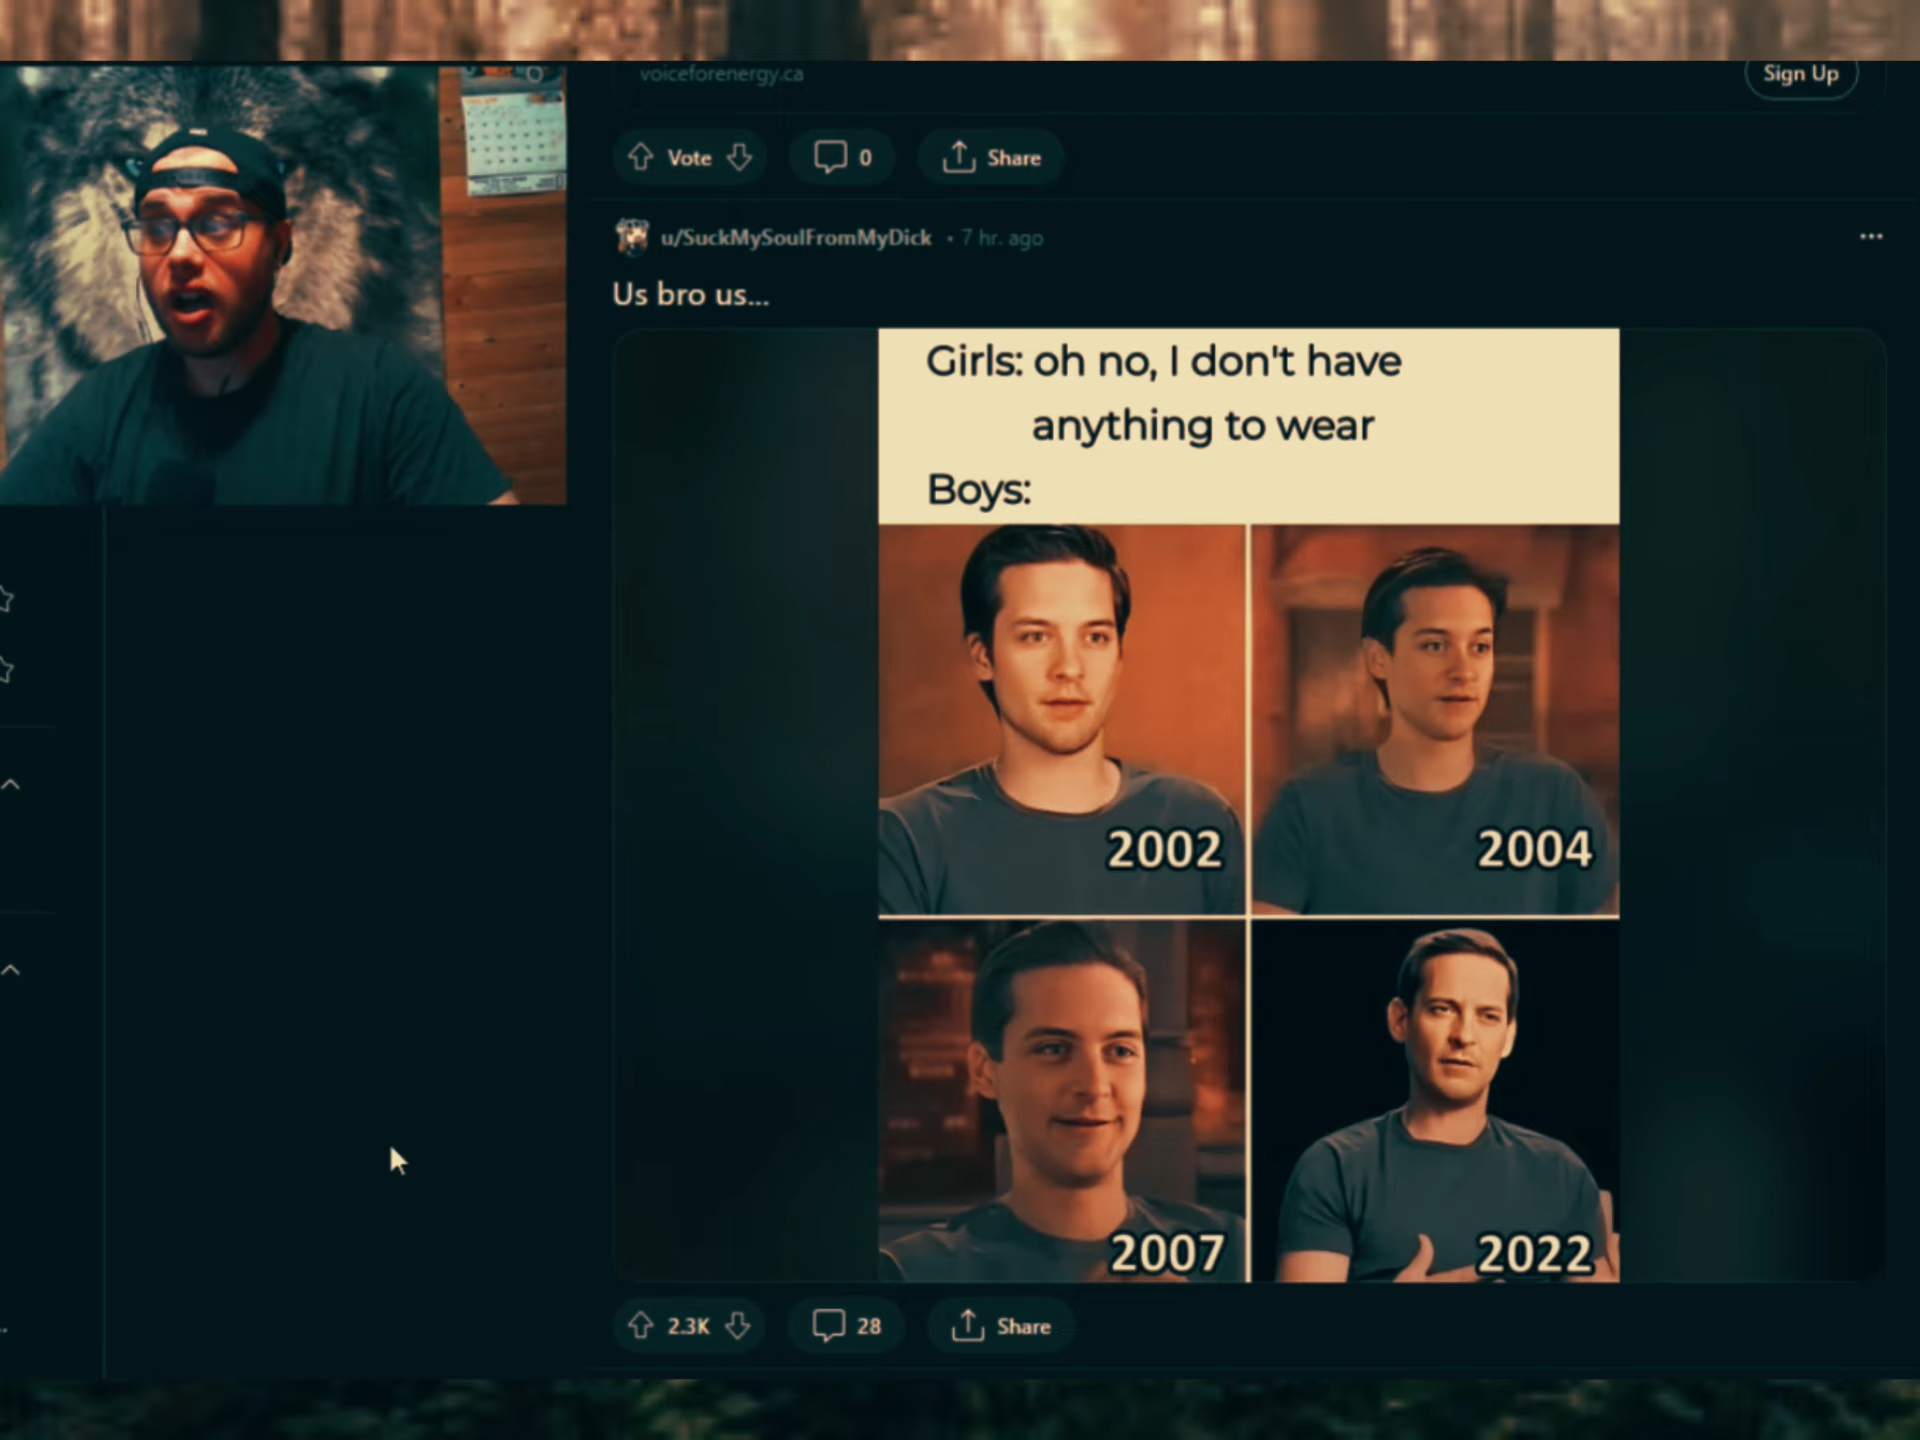 voiceforenergy.ca
Sign Up
Vote
0
Share
u/SuckMySoulFromMyDick • 7 hr. ago
Us bro us...
Girls: oh no, I don't have
anything to wear
Boys:
2002
2004
2007
2022
2.3K
28
Share